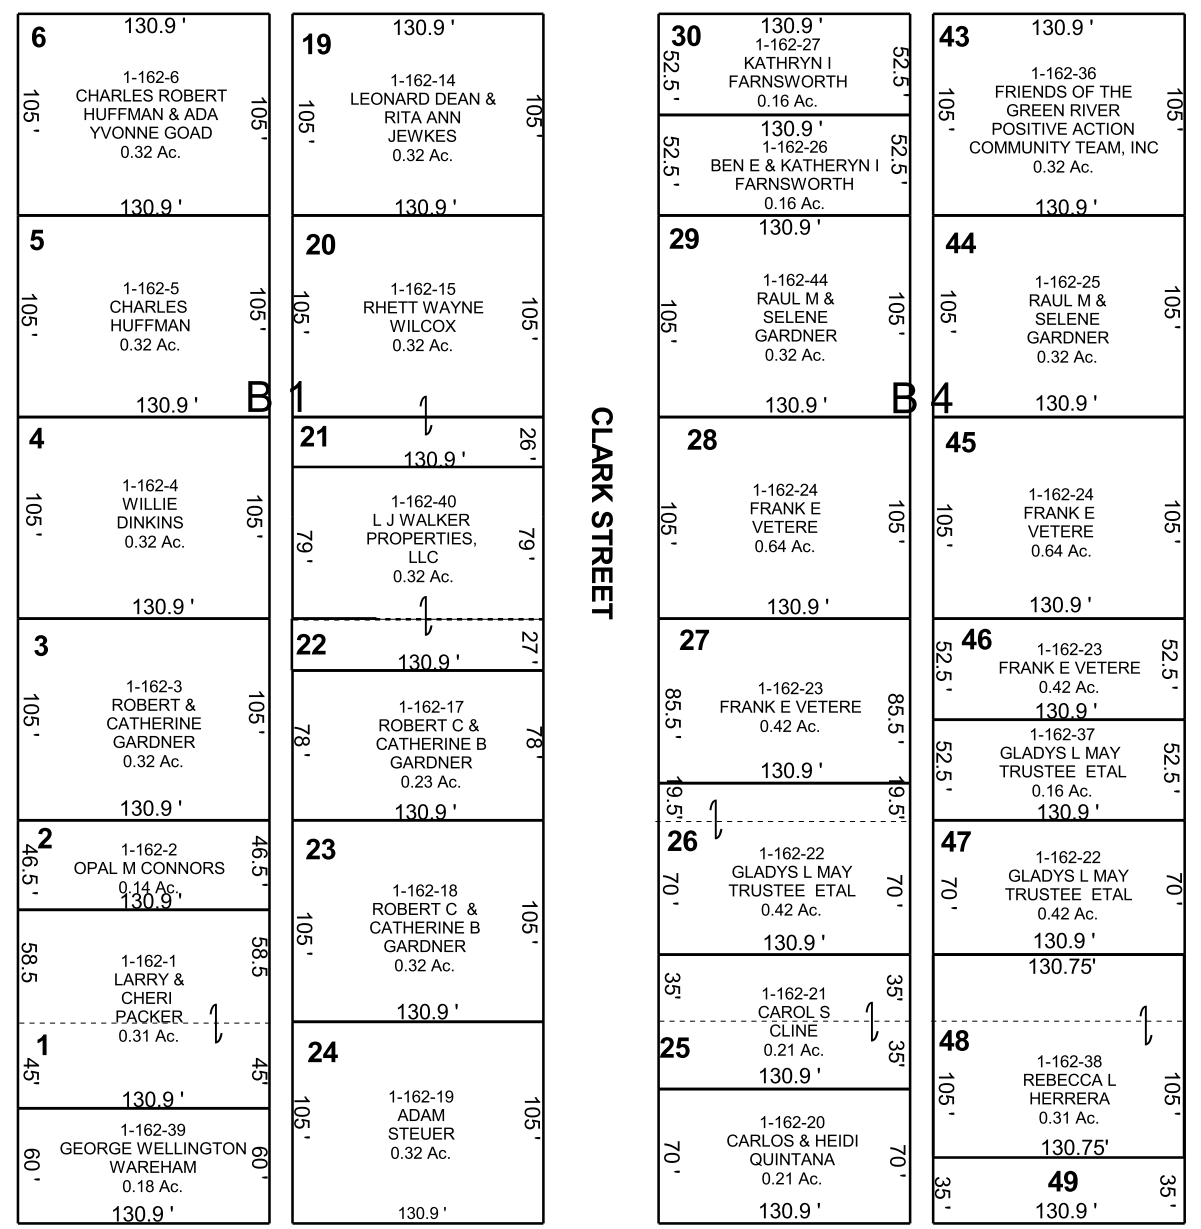 6
130.9 '
105 '
1-162-6
CHARLES ROBERT
HUFFMAN & ADA
YVONNE GOAD
0.32 Ac.
105 '
130.9 '
5
105 '
1-162-5
CHARLES
HUFFMAN
0.32 Ac.
105 '
130.9 '
4
105 '
1-162-4
WILLIE
DINKINS
0.32 Ac.
105 '
130.9 '
3
105 '
1-162-3
ROBERT &
CATHERINE
GARDNER
0.32 Ac.
105 '
130.9 '
2
46.5 '
1-162-2
OPAL M CONNORS
0.14 Ac.
46.5 '
130.9 '
58.5
1-162-1
LARRY &
CHERI
PACKER
0.31 Ac.
58.5
1
45'
45'
130.9 '
1-162-39
GEORGE WELLINGTON
WAREHAM
0.18 Ac.
60 '
60 '
130.9 '
B 1
19
130.9 '
105 '
1-162-14
LEONARD DEAN &
RITA ANN
JEWKES
0.32 Ac.
105 '
130.9 '
20
105 '
1-162-15
RHETT WAYNE
WILCOX
0.32 Ac.
105 '
21
26 '
130.9 '
1-162-40
L J WALKER
PROPERTIES,
LLC
0.32 Ac.
79 '
79 '
22
27 '
130.9 '
78 '
1-162-17
ROBERT C &
CATHERINE B
GARDNER
0.23 Ac.
78 '
130.9 '
23
105 '
1-162-18
ROBERT C &
CATHERINE B
GARDNER
0.32 Ac.
105 '
130.9 '
24
105 '
1-162-19
ADAM
STEUER
0.32 Ac.
105 '
130.9 '
CLARK STREET
30
130.9 '
52.5 '
1-162-27
KATHRYN I
FARNSWORTH
0.16 Ac.
52.5 '
130.9 '
52.5 '
1-162-26
BEN E & KATHERYN I
FARNSWORTH
0.16 Ac.
52.5 '
29
130.9 '
105 '
1-162-44
RAUL M &
SELENE
GARDNER
0.32 Ac.
105 '
130.9 '
28
105 '
1-162-24
FRANK E
VETERE
0.64 Ac.
105 '
130.9 '
27
85.5 '
1-162-23
FRANK E VETERE
0.42 Ac.
85.5 '
130.9 '
19.5'
19.5'
26
70 '
1-162-22
GLADYS L MAY
TRUSTEE ETAL
0.42 Ac.
70 '
130.9 '
35'
1-162-21
CAROL S
CLINE
0.21 Ac.
35'
25
35'
130.9 '
70 '
1-162-20
CARLOS & HEIDI
QUINTANA
0.21 Ac.
70 '
130.9 '
B 4
43
130.9 '
105 '
1-162-36
FRIENDS OF THE
GREEN RIVER
POSITIVE ACTION
COMMUNITY TEAM, INC
0.32 Ac.
105 '
130.9 '
44
105 '
1-162-25
RAUL M &
SELENE
GARDNER
0.32 Ac.
105 '
130.9 '
45
105 '
1-162-24
FRANK E
VETERE
0.64 Ac.
105 '
130.9 '
46
52.5 '
1-162-23
FRANK E VETERE
0.42 Ac.
52.5 '
130.9 '
52.5 '
1-162-37
GLADYS L MAY
TRUSTEE ETAL
0.16 Ac.
52.5 '
130.9 '
47
70 '
1-162-22
GLADYS L MAY
TRUSTEE ETAL
0.42 Ac.
70 '
130.9 '
130.75'
48
105 '
1-162-38
REBECCA L
HERRERA
0.31 Ac.
105 '
130.75'
35 '
49
35 '
130.9 '